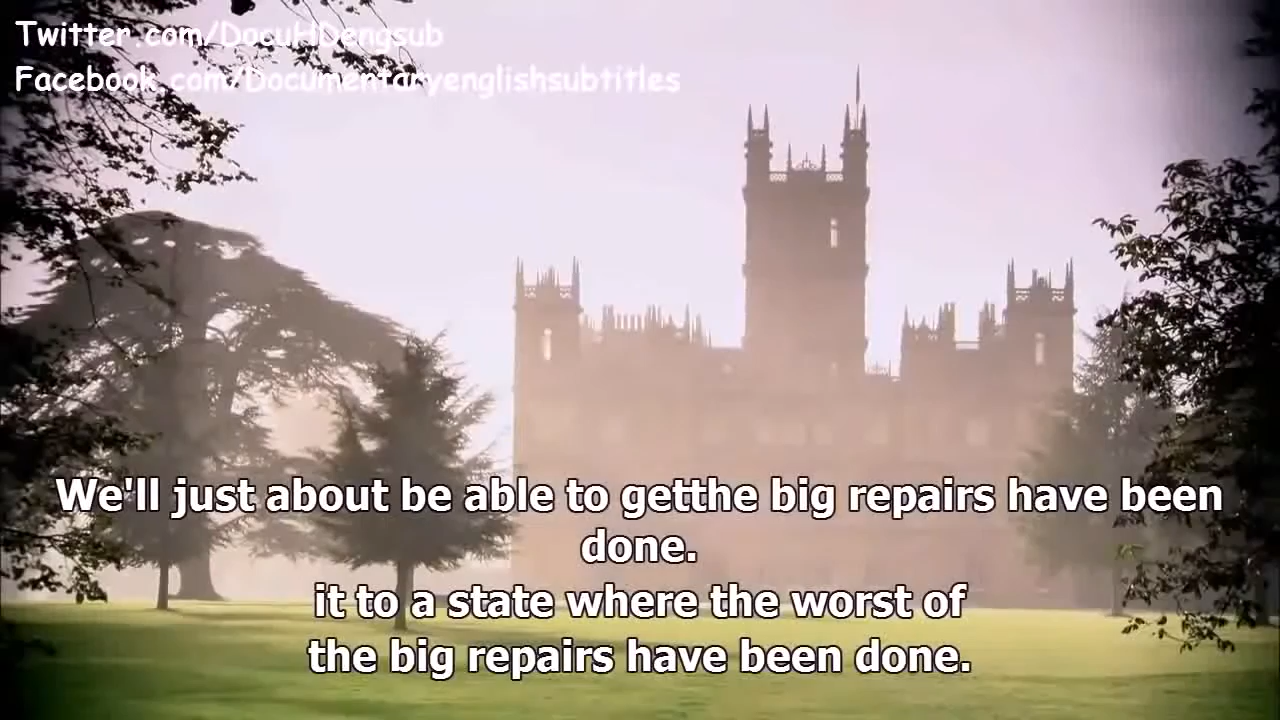 Twitter.com/DocuHDengsub
Facebook.com/Documentaryenglishsubtitles
We'll just about be able to getthe big repairs have been
done.
it to a state where the worst of
the big repairs have been done.